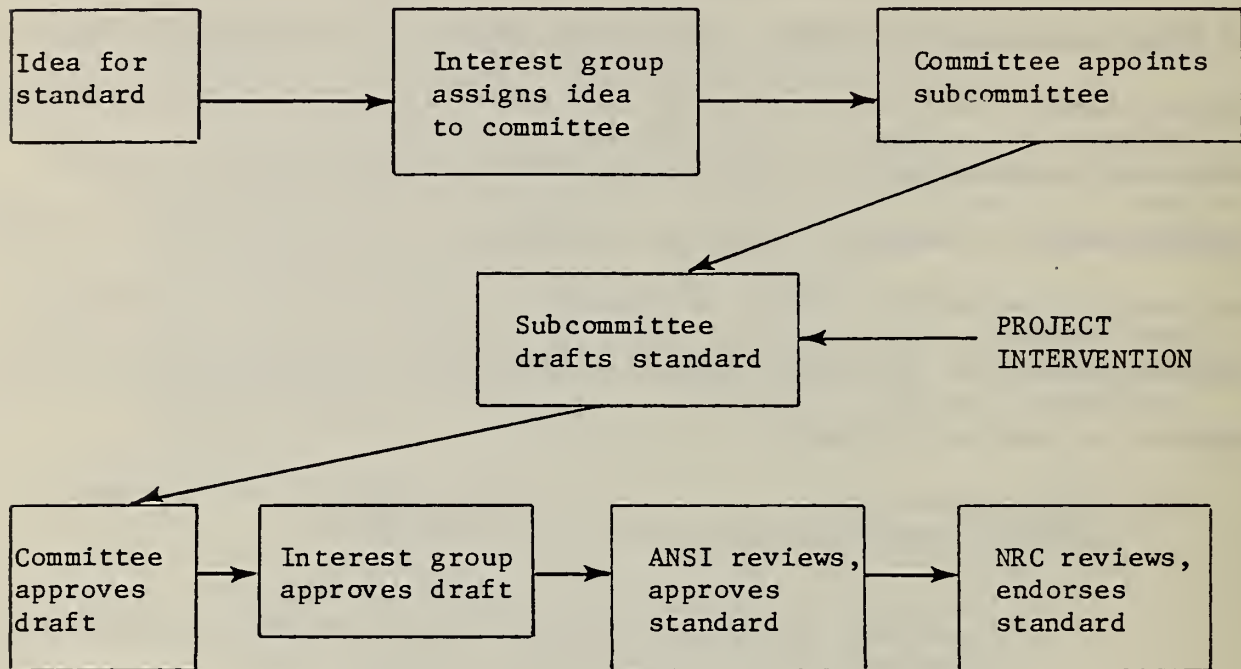 Idea for
standard
Interest group
assigns idea
to committee
Committee appoints
subcommittee
Subcommittee
drafts standard
PROJECT
INTERVENTION
Committee
approves
draft
Interest group
approves draft
ANSI reviews,
approves
standard
NRC reviews,
endorses
standard